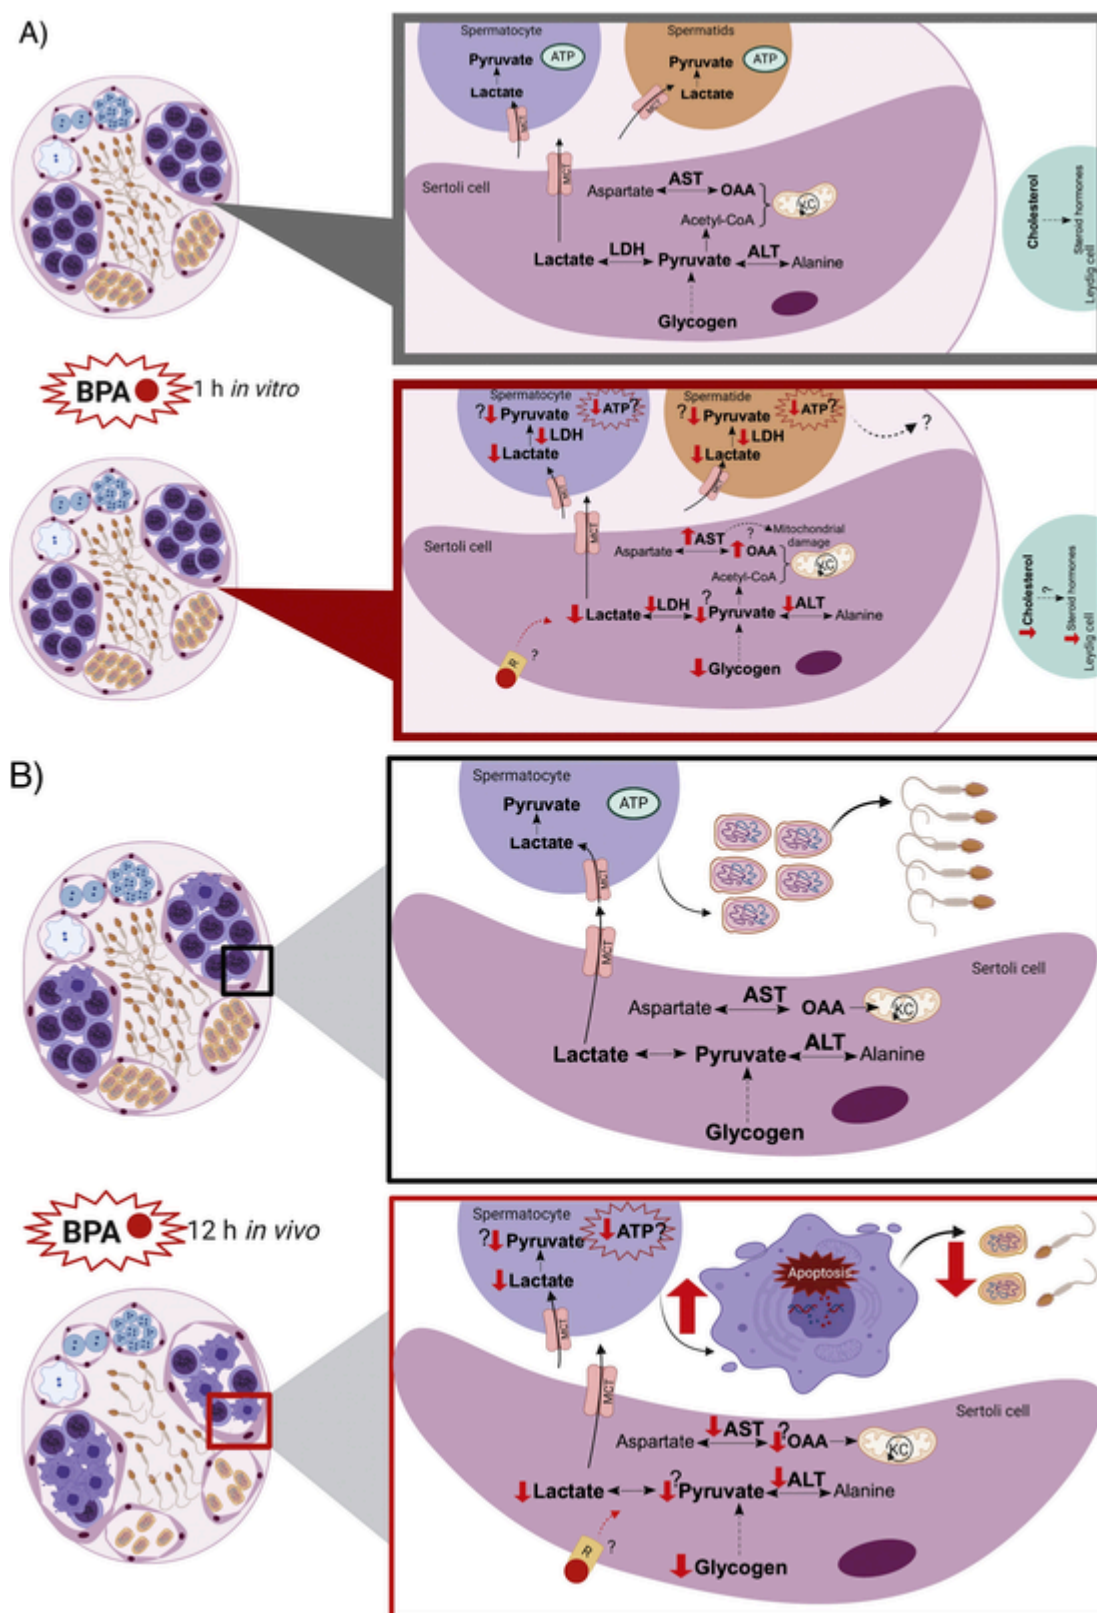 A)
Spermatocyte
Pyruvate
ATP
Lactate
MCT
Spermatids
Pyruvate
ATP
Lactate
MCT
MCT
Sertoli cell
AST
Aspartate
OAA
KC
Acetyl-CoA
LDH
ALT
Lactate
Pyruvate
Alanine
Glycogen
Cholesterol
Steroid hormones
Leydig cell
BPA
1 h in vitro
Spermatocyte
? Pyruvate
ATP?
LDH
Lactate
MCT
Spermatide
? Pyruvate
ATP?
LDH
Lactate
MCT
?
MCT
Sertoli cell
AST
?
Mitochondrial
damage
Aspartate
OAA
KC
Acetyl-CoA
?
LDH
ALT
Lactate
Pyruvate
Alanine
R
?
Glycogen
Cholesterol
?
Steroid hormones
Leydig cell
B)
Spermatocyte
Pyruvate
ATP
Lactate
MCT
MCT
Sertoli cell
AST
Aspartate
OAA
KC
ALT
Lactate
Pyruvate
Alanine
Glycogen
BPA
12 h in vivo
Spermatocyte
? Pyruvate
ATP?
Lactate
MCT
Apoptosis
MCT
Sertoli cell
AST
?
Aspartate
OAA
KC
?
ALT
Lactate
Pyruvate
Alanine
R
?
Glycogen